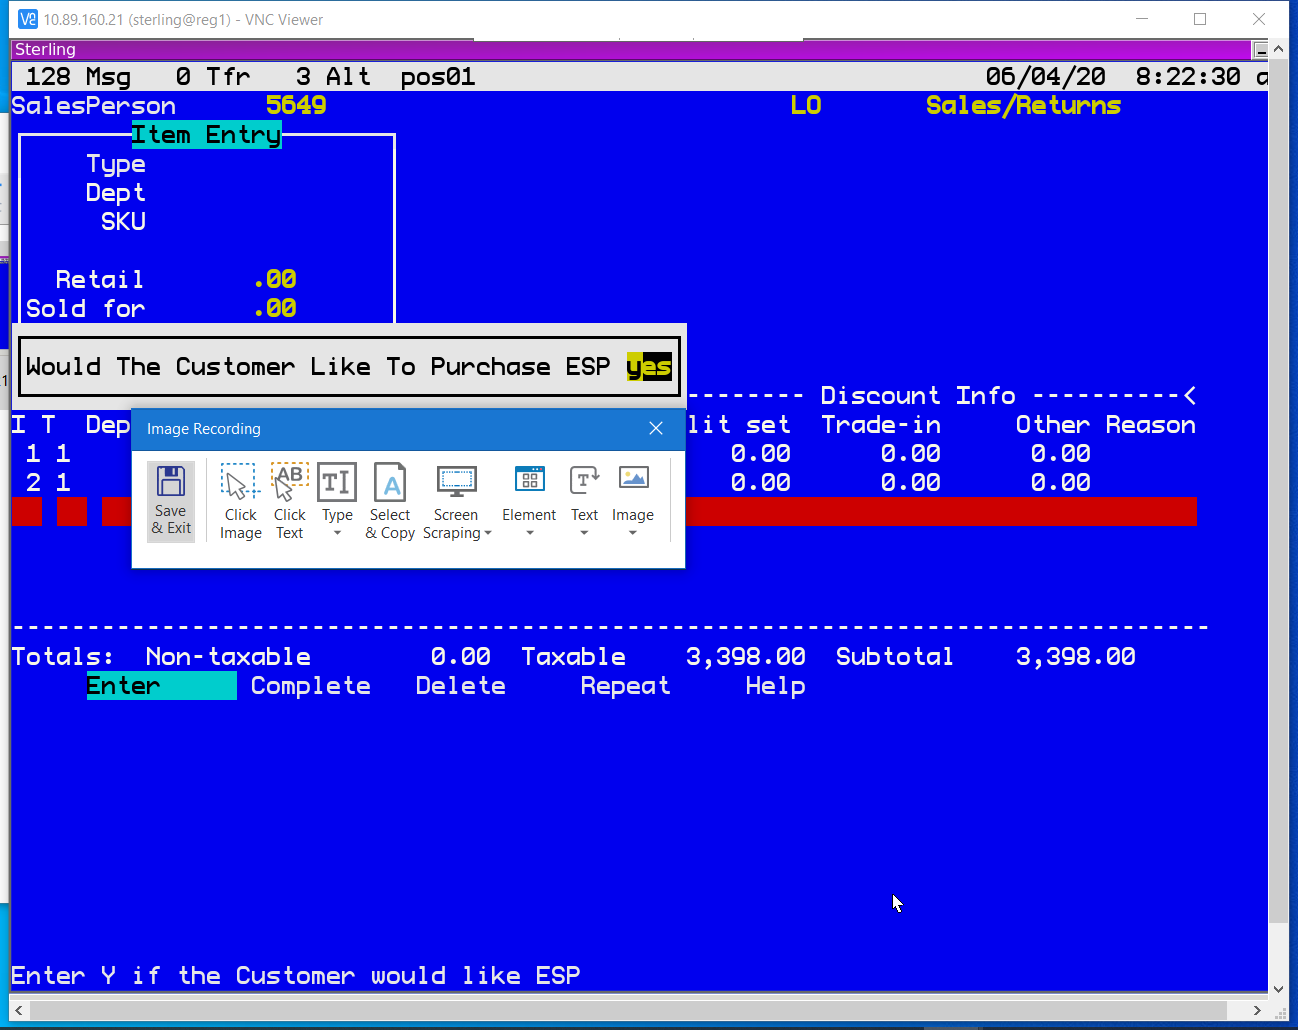 10.89.160.21 (sterling@reg1) - VNC Viewer
Sterling
128 Msg 0 Tfr 3 Alt pos01 06/04/20 8:22:30 a
SalesPerson 5649 LO Sales/Returns
Item Entry
Type
Dept
SKU
Retail .00
Sold for .00
Would The Customer Like To Purchase ESP yes
-------- Discount Info ----------<
I T Dep lit set Trade-in Other Reason
1 1 0.00 0.00 0.00
2 1 0.00 0.00 0.00
Image Recording
Save & Exit
Click Image
Click Text
Type
Select & Copy
Screen Scraping
Element
Text
Image
Totals: Non-taxable 0.00 Taxable 3,398.00 Subtotal 3,398.00
Enter Complete Delete Repeat Help
Enter Y if the Customer would like ESP